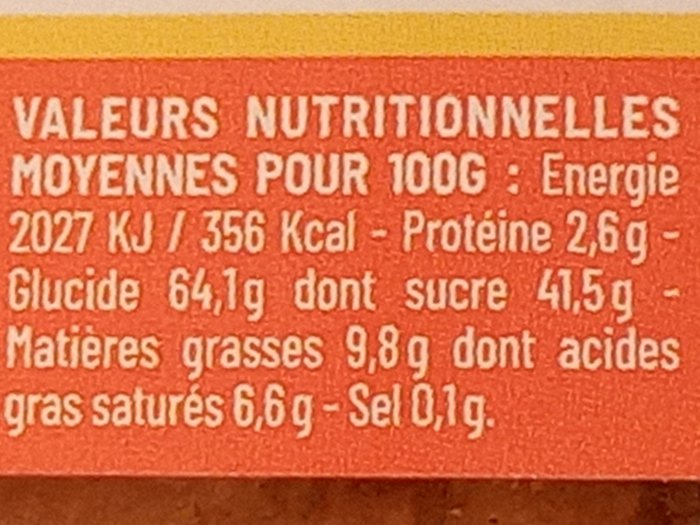 VALEURS NUTRITIONNELLES
MOYENNES POUR 100G : Energie
2027 KJ / 356 Kcal - Protéine 2,6g -
Glucide 64,1g dont sucre 41,5g -
Matières grasses 9,8g dont acides
gras saturés 6,6g - Sel 0,1g.